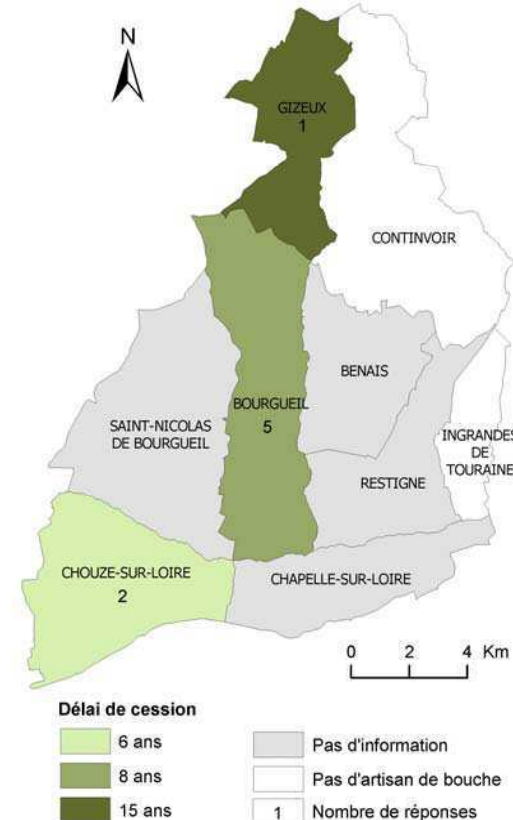 N
GIZEUX
1
CONTINVOIR
BENAIS
BOURGUEIL
5
SAINT-NICOLAS
DE BOURGUEIL
INGRANDES
DE
TOURAINE
RESTIGNE
CHOUZE-SUR-LOIRE
2
CHAPELLE-SUR-LOIRE
0 2 4 Km
Délai de cession
6 ans
8 ans
15 ans
Pas d'information
Pas d'artisan de bouche
1 Nombre de réponses